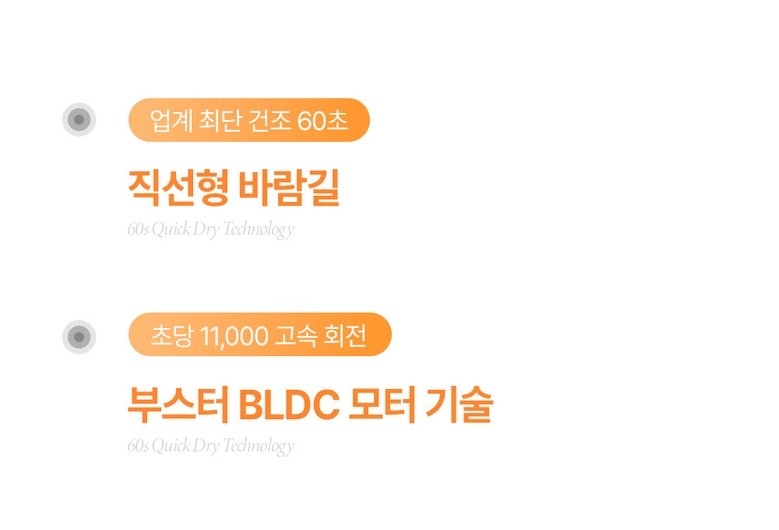 업계 최단 건조 60초
직선형 바람길
60s Quick Dry Technology
초당 11,000 고속 회전
부스터 BLDC 모터 기술
60s Quick Dry Technology